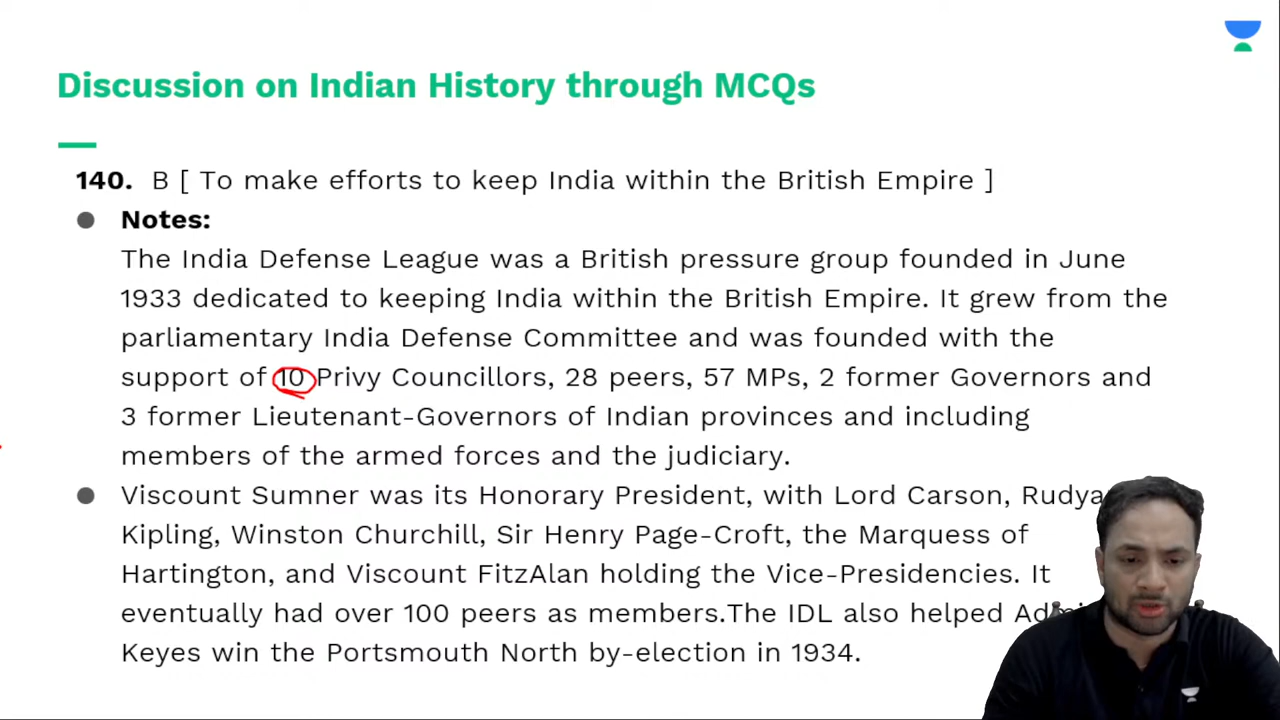 Discussion on Indian History through MCQs
140. B [ To make efforts to keep India within the British Empire ]
● Notes:
The India Defense League was a British pressure group founded in June
1933 dedicated to keeping India within the British Empire. It grew from the
parliamentary India Defense Committee and was founded with the
support of 10 Privy Councillors, 28 peers, 57 MPs, 2 former Governors and
3 former Lieutenant-Governors of Indian provinces and including
members of the armed forces and the judiciary.
● Viscount Sumner was its Honorary President, with Lord Carson,
Kipling, Winston Churchill, Sir Henry Page-Croft, the Marquess of
Hartington, and Viscount FitzAlan holding the Vice-Presidencies. It
eventually had over 100 peers as members.The IDL also helped
Keyes win the Portsmouth North by-election in 1934.